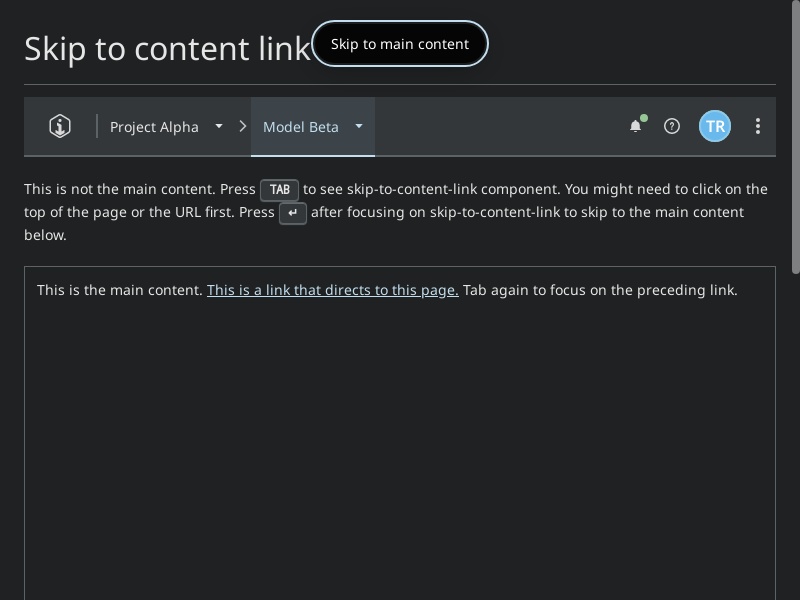 Skip to content link
Skip to main content
Project Alpha
Model Beta
TR
This is not the main content. Press TAB to see skip-to-content-link component. You might need to click on the
top of the page or the URL first. Press ↵ after focusing on skip-to-content-link to skip to the main content
below.
This is the main content. This is a link that directs to this page. Tab again to focus on the preceding link.